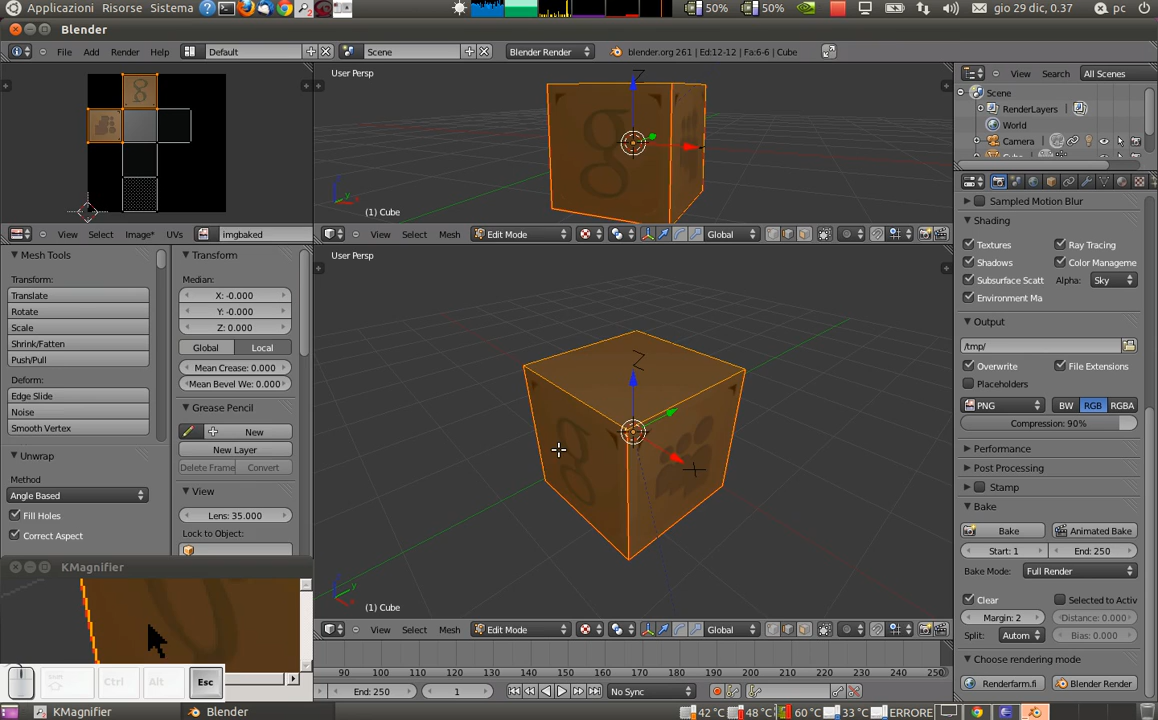 Applicazioni Risorse Sistema 50% 50% gio 29 dic, 0.37 pc
Blender
File Add Render Help Default Scene Blender Render blender.org 261 | Ed:12-12 | Fa:6-6 | Cube
User Persp
View Search All Scenes
Scene
RenderLayers
World
Camera
Z
g
(1) Cube
View Select Image* UVs imgbaked
View Select Mesh Edit Mode Global
Sampled Motion Blur
Shading
Textures Ray Tracing
Shadows Color Manageme
Subsurface Scatt Alpha: Sky
Environment Ma
Output
/tmp/
Overwrite File Extensions
Placeholders
PNG BW RGB RGBA
Compression: 90%
Performance
Post Processing
Stamp
Bake
Bake Animated Bake
Start: 1 End: 250
Bake Mode: Full Render
Clear Selected to Activ
Margin: 2 Distance: 0.000
Split: Autom Bias: 0.000
Choose rendering mode
Renderfarm.fi Blender Render
Mesh Tools
Transform:
Translate
Rotate
Scale
Shrink/Fatten
Push/Pull
Deform:
Edge Slide
Noise
Smooth Vertex
Unwrap
Method
Angle Based
Fill Holes
Correct Aspect
Transform
Median:
X: -0.000
Y: -0.000
Z: 0.000
Global Local
Mean Crease: 0.000
Mean Bevel We: 0.000
Grease Pencil
New
New Layer
Delete Frame Convert
View
Lens: 35.000
Lock to Object:
User Persp
Z
g
(1) Cube
View Select Mesh Edit Mode Global
KMagnifier
Ctrl Alt Esc
90 100 110 120 130 140 150 160 170 180 190 200 210 220 230 240 250
End: 250 1 No Sync
KMagnifier Blender 42 °C 48 °C 60 °C 33 °C ERRORE